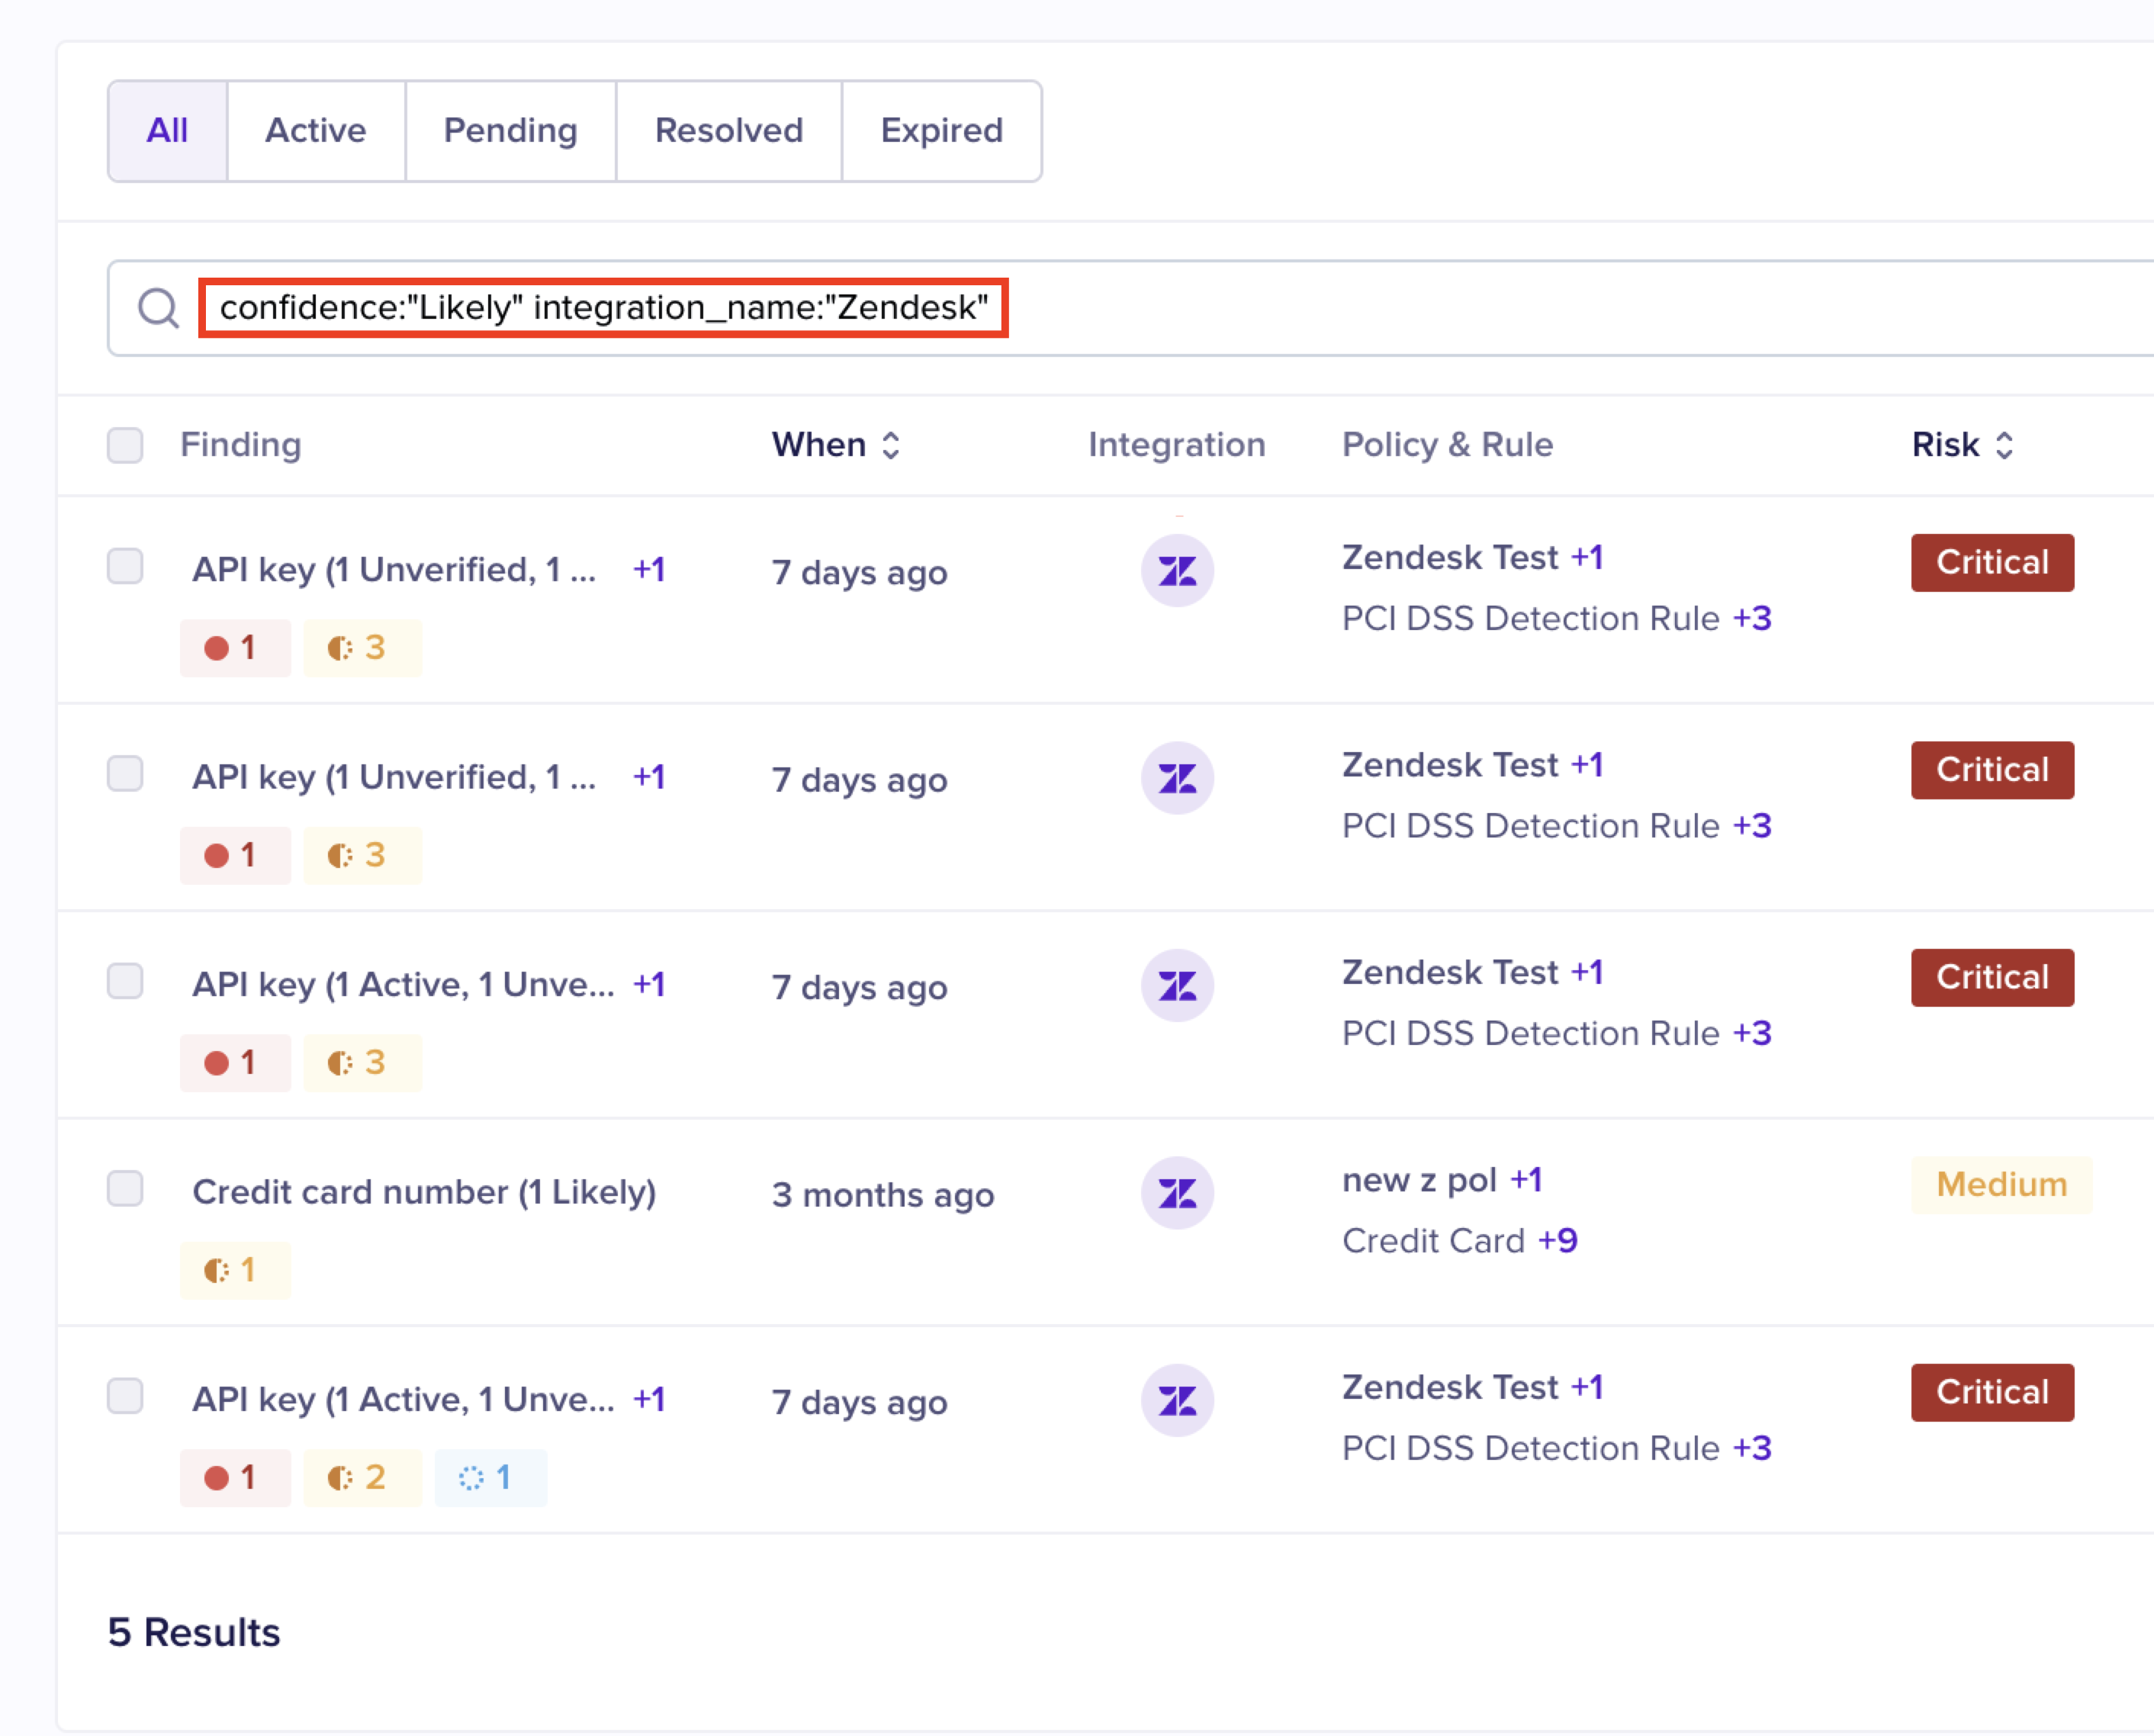 All Active Pending Resolved Expired
confidence:"Likely" integration_name:"Zendesk"
Finding When Integration Policy & Rule Risk
API key (1 Unverified, 1 ... +1 7 days ago Zendesk Test +1 Critical
PCI DSS Detection Rule +3
1 3
API key (1 Unverified, 1 ... +1 7 days ago Zendesk Test +1 Critical
PCI DSS Detection Rule +3
1 3
API key (1 Active, 1 Unve... +1 7 days ago Zendesk Test +1 Critical
PCI DSS Detection Rule +3
1 3
Credit card number (1 Likely) 3 months ago new z pol +1 Medium
Credit Card +9
1
API key (1 Active, 1 Unve... +1 7 days ago Zendesk Test +1 Critical
PCI DSS Detection Rule +3
1 2 1
5 Results